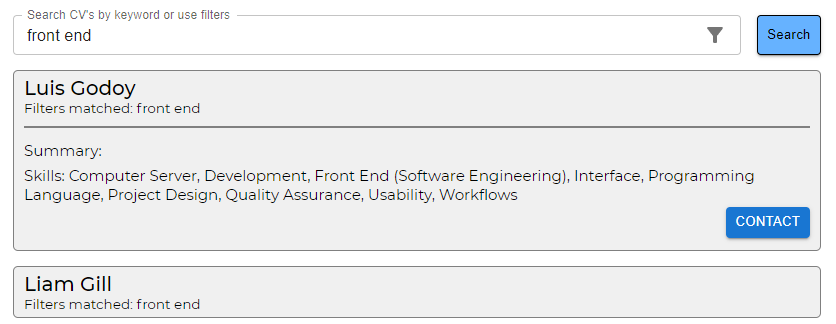 Search CV's by keyword or use filters
front end
Search
Luis Godoy
Filters matched: front end
Summary:
Skills: Computer Server, Development, Front End (Software Engineering), Interface, Programming
Language, Project Design, Quality Assurance, Usability, Workflows
CONTACT
Liam Gill
Filters matched: front end